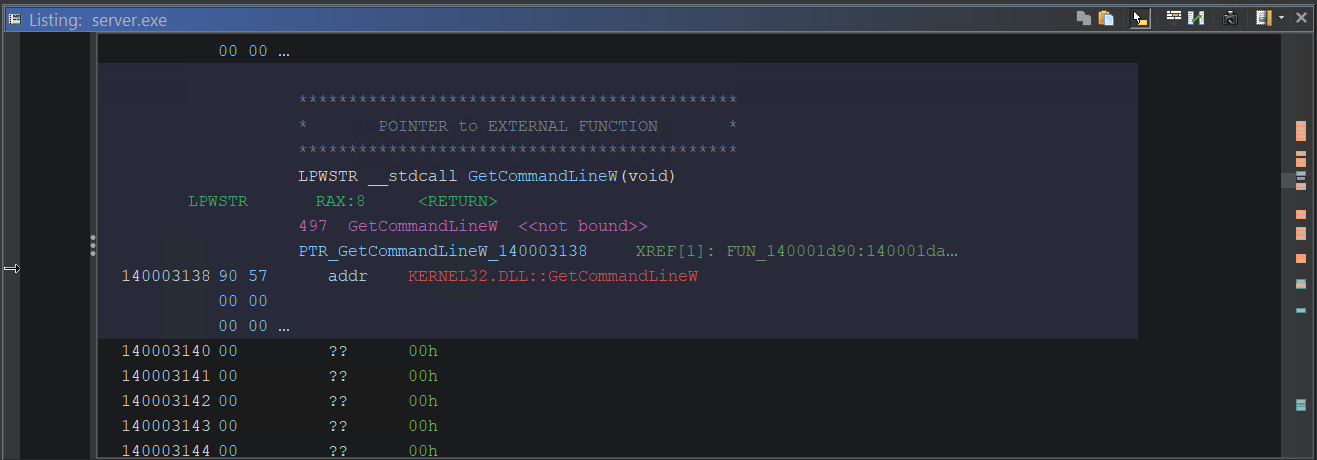 Listing: server.exe
00 00 ...
*********************************************
* POINTER to EXTERNAL FUNCTION *
*********************************************
LPWSTR __stdcall GetCommandLineW(void)
LPWSTR RAX:8 <RETURN>
497 GetCommandLineW <<not bound>>
PTR_GetCommandLineW_140003138 XREF[1]: FUN_140001d90:140001da…
140003138 90 57 addr KERNEL32.DLL::GetCommandLineW
00 00
00 00 ...
140003140 00 ?? 00h
140003141 00 ?? 00h
140003142 00 ?? 00h
140003143 00 ?? 00h
140003144 00 ?? 00h